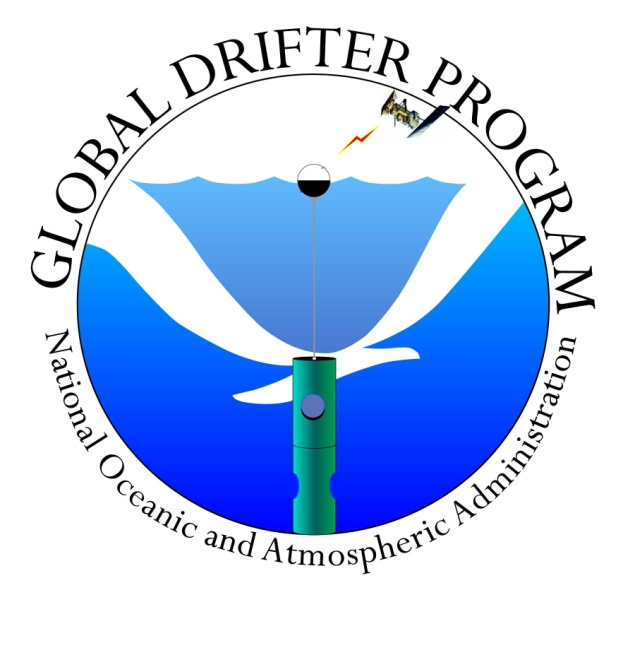 GLOBAL DRIFTER PROGRAM
National Oceanic and Atmospheric Administration